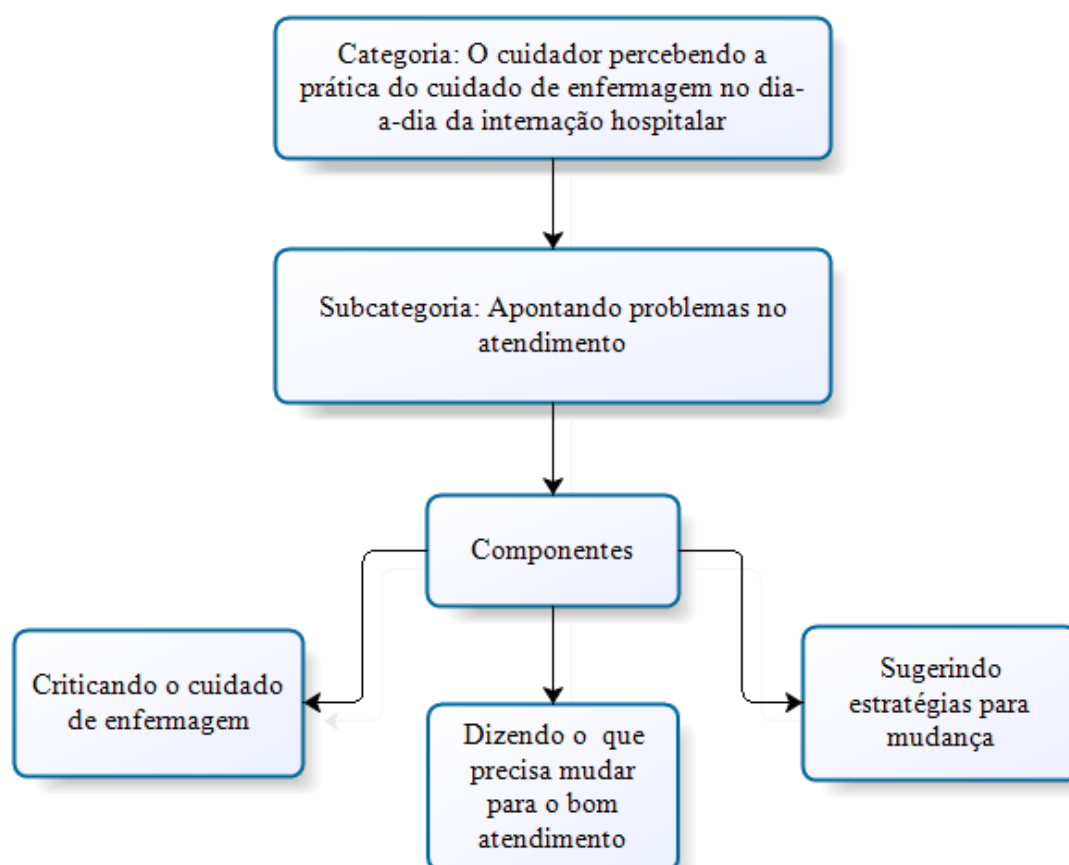 Categoria: O cuidador percebendo a
prática do cuidado de enfermagem no dia-
a-dia da internação hospitalar
Subcategoria: Apontando problemas no
atendimento
Componentes
Criticando o cuidado
de enfermagem
Dizendo o  que
precisa mudar
para o bom
atendimento
Sugerindo
estratégias para
mudança